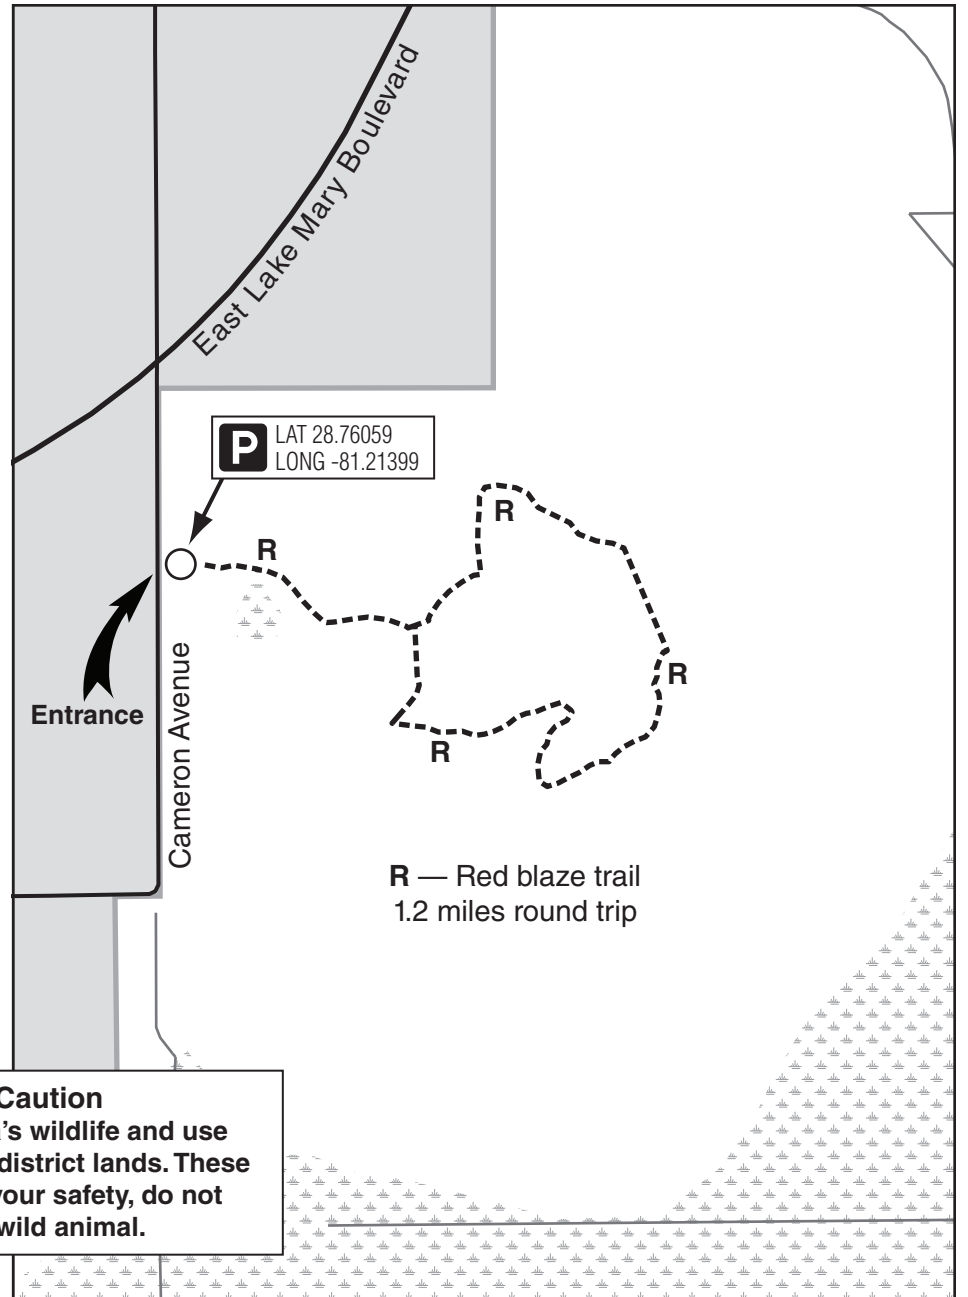 East Lake Mary Boulevard
P
LAT 28.76059
LONG -81.21399
R
R
R
R
Entrance
Cameron Avenue
R — Red blaze trail
1.2 miles round trip
Caution
’s wildlife and use
district lands. These
your safety, do not
wild animal.